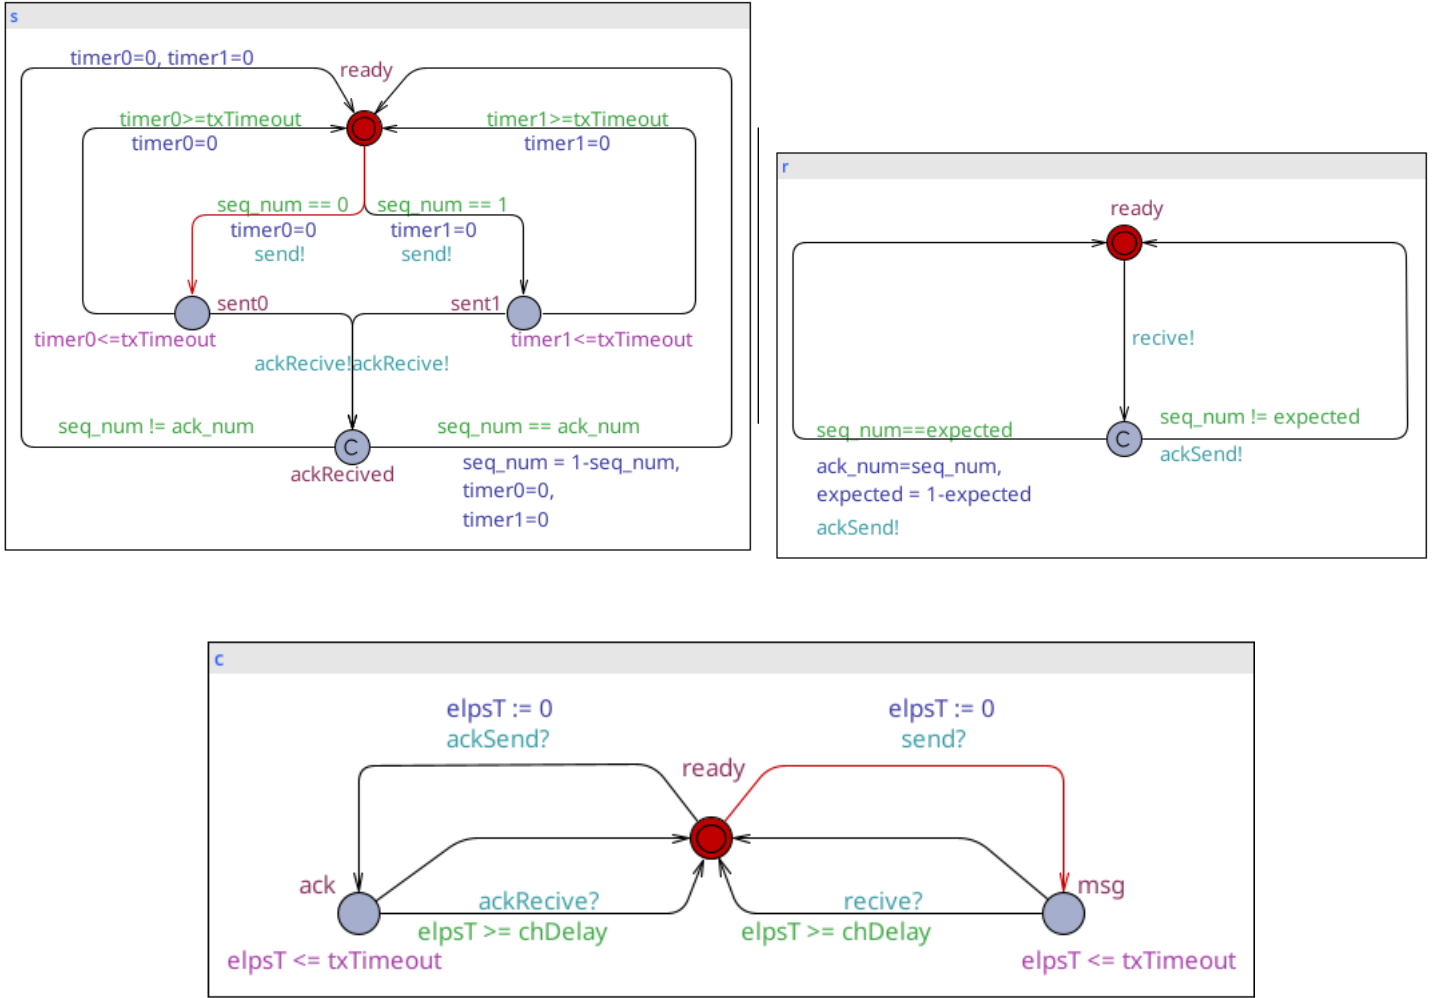 s
timer0=0, timer1=0
ready
timer0>=txTimeout
timer0=0
timer1>=txTimeout
timer1=0
seq_num == 0
timer0=0
send!
seq_num == 1
timer1=0
send!
sent0
sent1
timer0<=txTimeout
timer1<=txTimeout
ackRecive!ackRecive!
seq_num != ack_num
seq_num == ack_num
C
ackRecived
seq_num = 1-seq_num,
timer0=0,
timer1=0
r
ready
recive!
seq_num==expected
ack_num=seq_num,
expected = 1-expected
ackSend!
C
seq_num != expected
ackSend!
c
elpsT := 0
ackSend?
elpsT := 0
send?
ready
ack
msg
ackRecive?
elpsT >= chDelay
recive?
elpsT >= chDelay
elpsT <= txTimeout
elpsT <= txTimeout